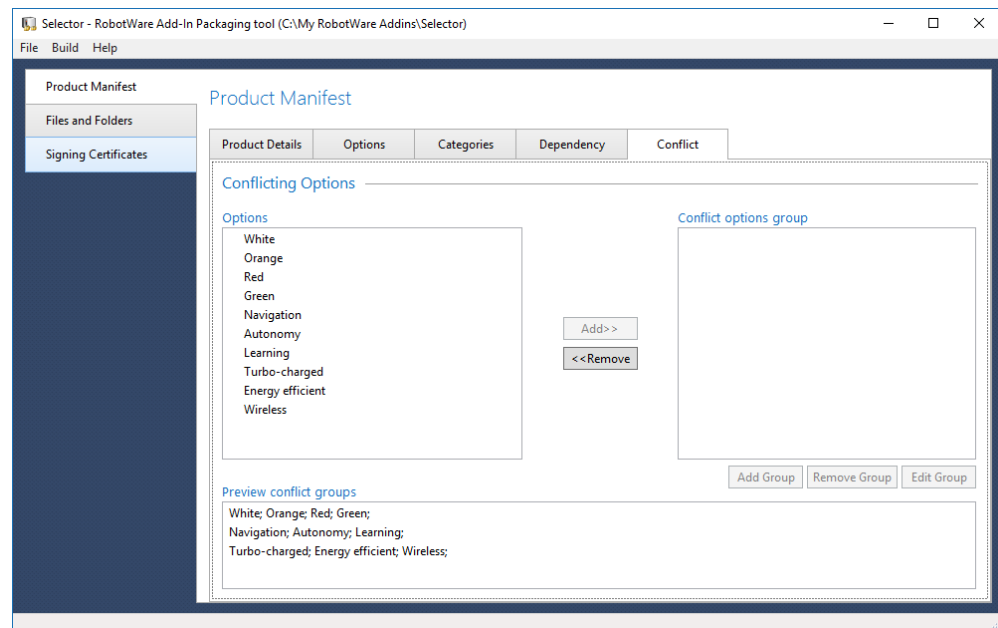 Selector - RobotWare Add-In Packaging tool (C:\My RobotWare Addins\Selector)
File Build Help
Product Manifest
Files and Folders
Signing Certificates
Product Manifest
Product Details Options Categories Dependency Conflict
Conflicting Options
Options
White
Orange
Red
Green
Navigation
Autonomy
Learning
Turbo-charged
Energy efficient
Wireless
Add>>
<<Remove
Conflict options group
Add Group Remove Group Edit Group
Preview conflict groups
White; Orange; Red; Green;
Navigation; Autonomy; Learning;
Turbo-charged; Energy efficient; Wireless;